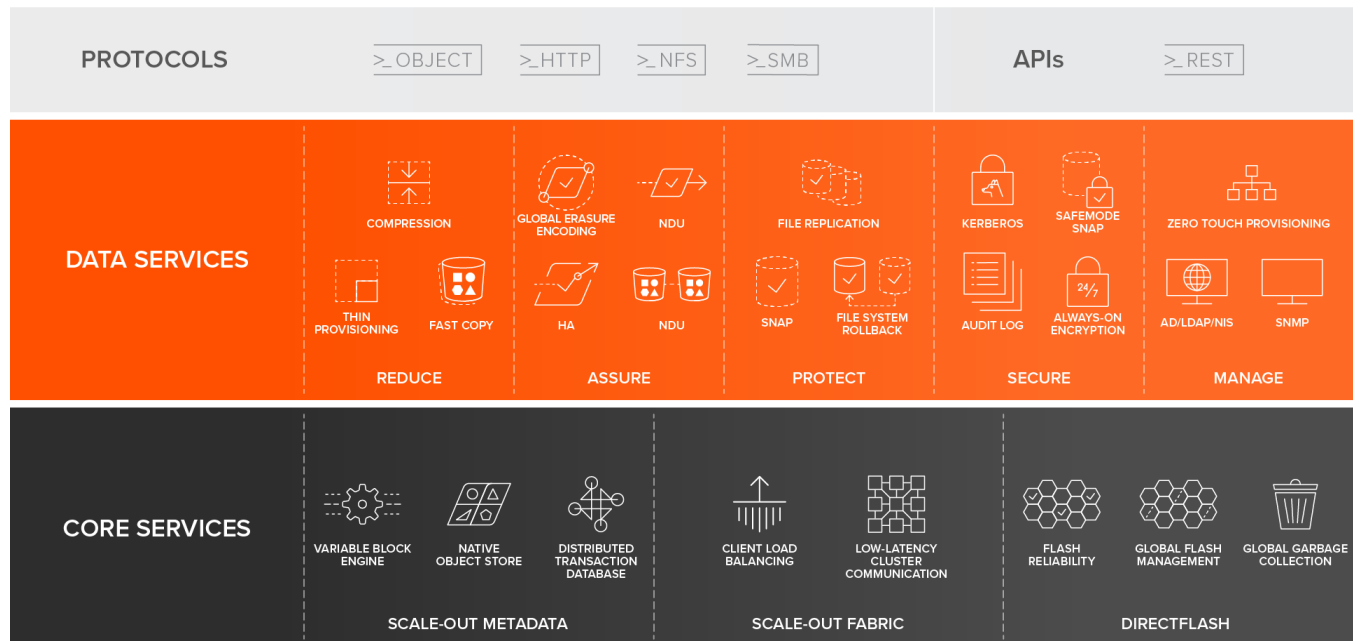 PROTOCOLS
>_OBJECT
>_HTTP
>_NFS
>_SMB
APIs
>_REST
DATA SERVICES
COMPRESSION
THIN
PROVISIONING
FAST COPY
REDUCE
GLOBAL ERASURE
ENCODING
NDU
HA
NDU
ASSURE
FILE REPLICATION
SNAP
FILE SYSTEM
ROLLBACK
PROTECT
KERBEROS
SAFEMODE
SNAP
AUDIT LOG
24/7
ALWAYS-ON
ENCRYPTION
SECURE
ZERO TOUCH PROVISIONING
AD/LDAP/NIS
SNMP
MANAGE
CORE SERVICES
VARIABLE BLOCK
ENGINE
NATIVE
OBJECT STORE
DISTRIBUTED
TRANSACTION
DATABASE
SCALE-OUT METADATA
CLIENT LOAD
BALANCING
LOW-LATENCY
CLUSTER
COMMUNICATION
SCALE-OUT FABRIC
FLASH
RELIABILITY
GLOBAL FLASH
MANAGEMENT
GLOBAL GARBAGE
COLLECTION
DIRECTFLASH